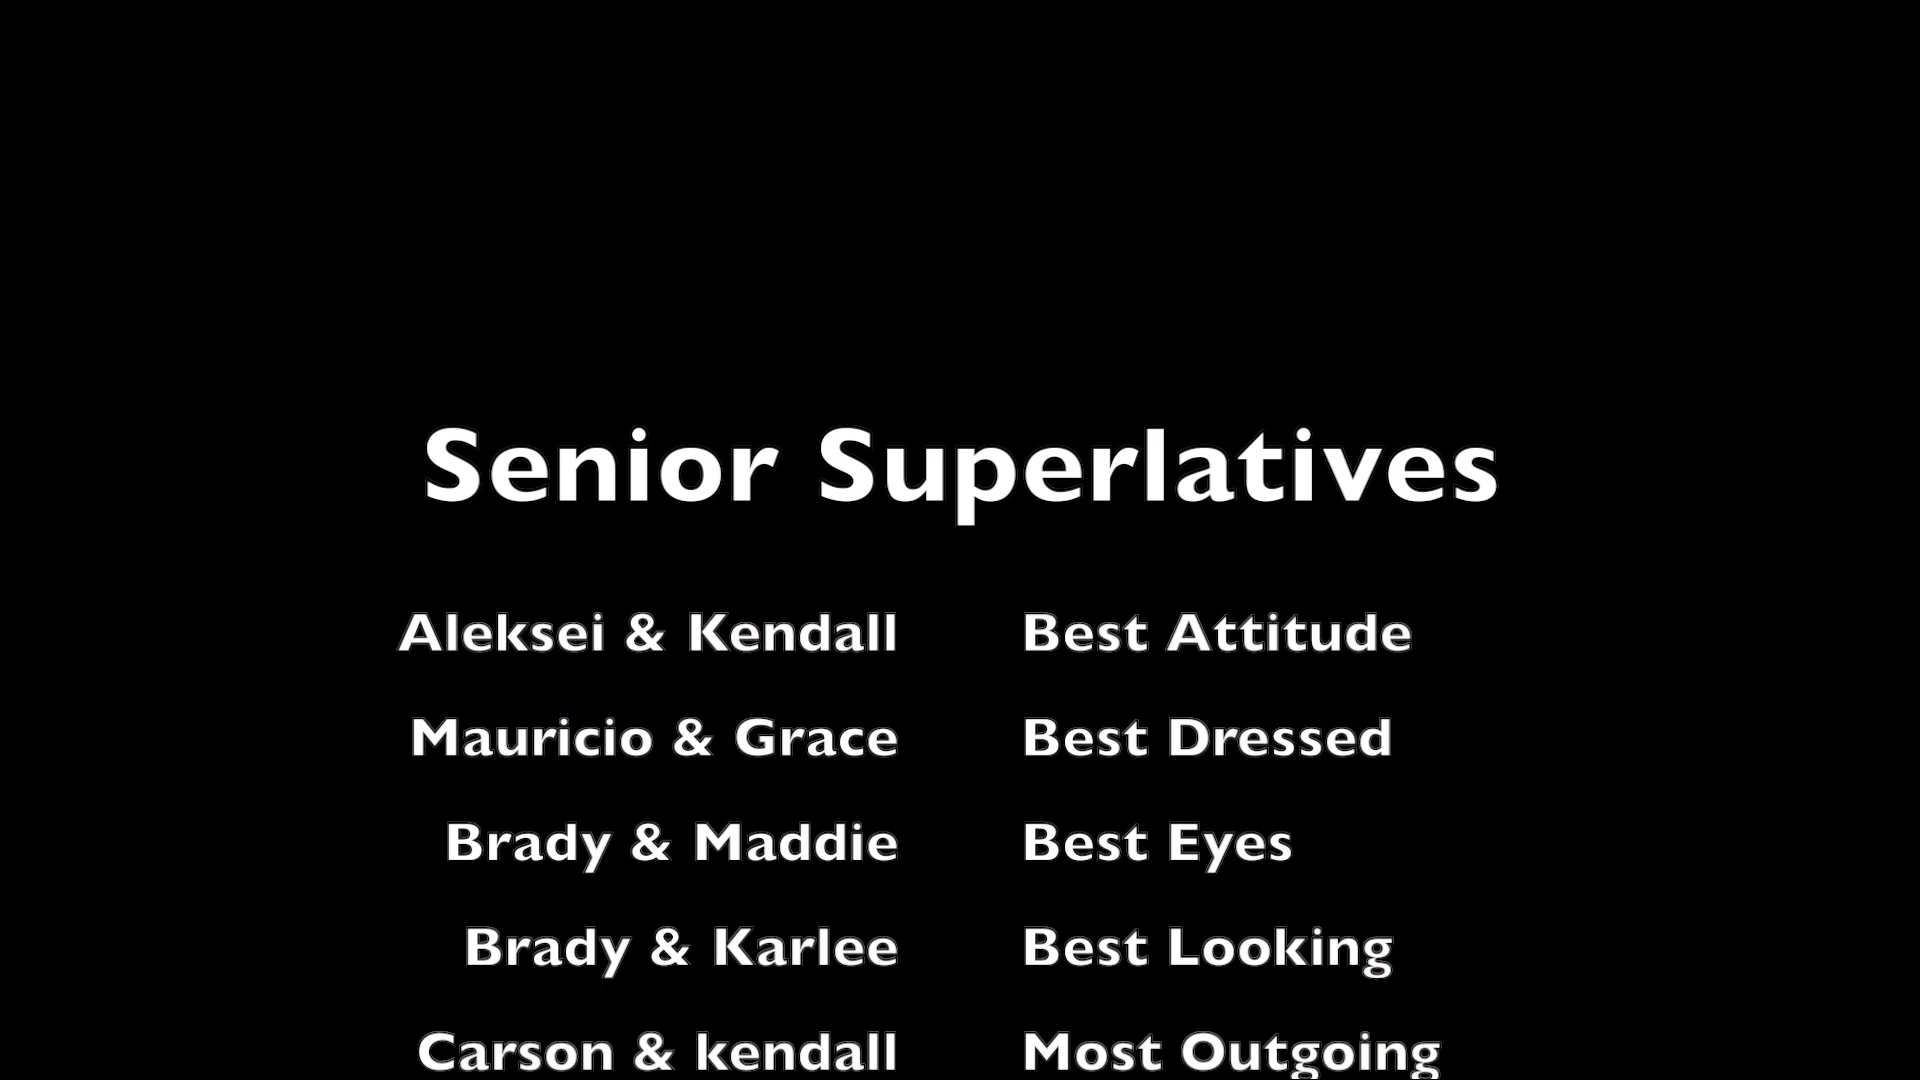 Senior Superlatives
Aleksei & Kendall Best Attitude
Mauricio & Grace Best Dressed
Brady & Maddie Best Eyes
Brady & Karlee Best Looking
Carson & kendall Most Outgoing